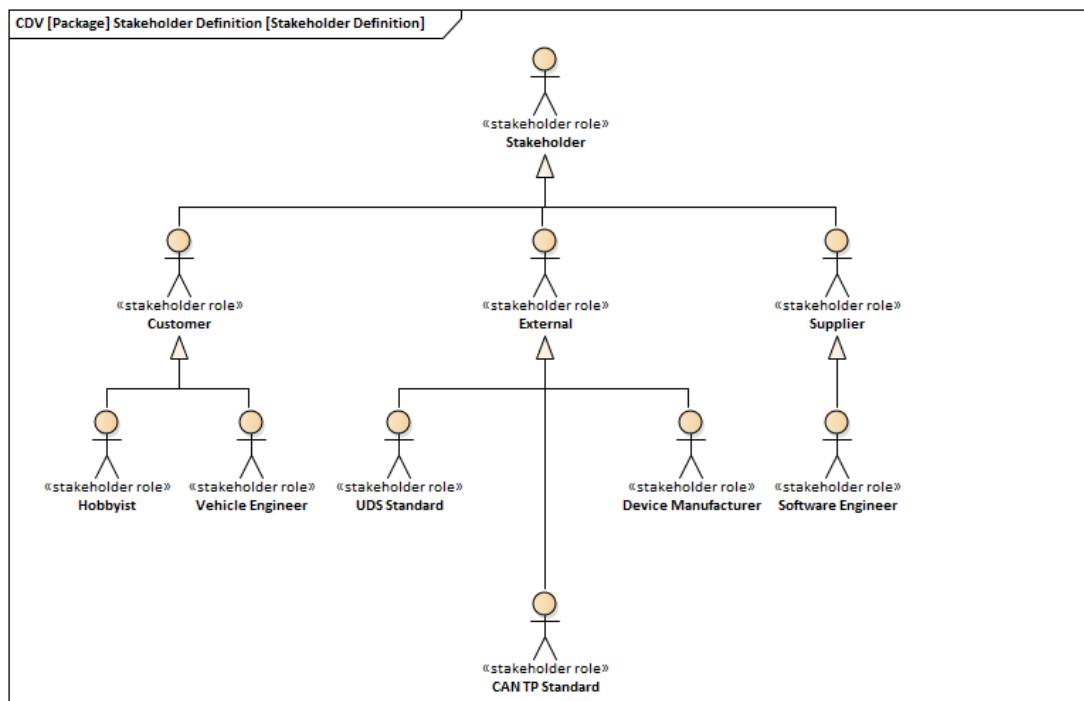 CDV [Package] Stakeholder Definition [Stakeholder Definition]
«stakeholder role»
Stakeholder
«stakeholder role»
Customer
«stakeholder role»
External
«stakeholder role»
Supplier
«stakeholder role»
Hobbyist
«stakeholder role»
Vehicle Engineer
«stakeholder role»
UDS Standard
«stakeholder role»
Device Manufacturer
«stakeholder role»
Software Engineer
«stakeholder role»
CAN TP Standard